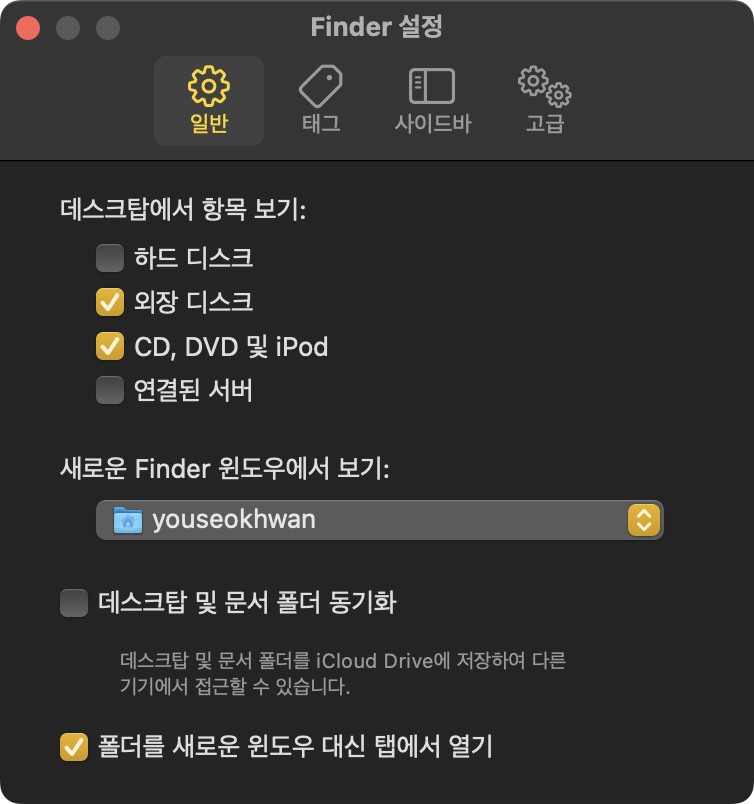 Finder 설정
일반 태그 사이드바 고급
데스크탑에서 항목 보기:
하드 디스크
외장 디스크
CD, DVD 및 iPod
연결된 서버
새로운 Finder 윈도우에서 보기:
youseokhwan
데스크탑 및 문서 폴더 동기화
데스크탑 및 문서 폴더를 iCloud Drive에 저장하여 다른
기기에서 접근할 수 있습니다.
폴더를 새로운 윈도우 대신 탭에서 열기